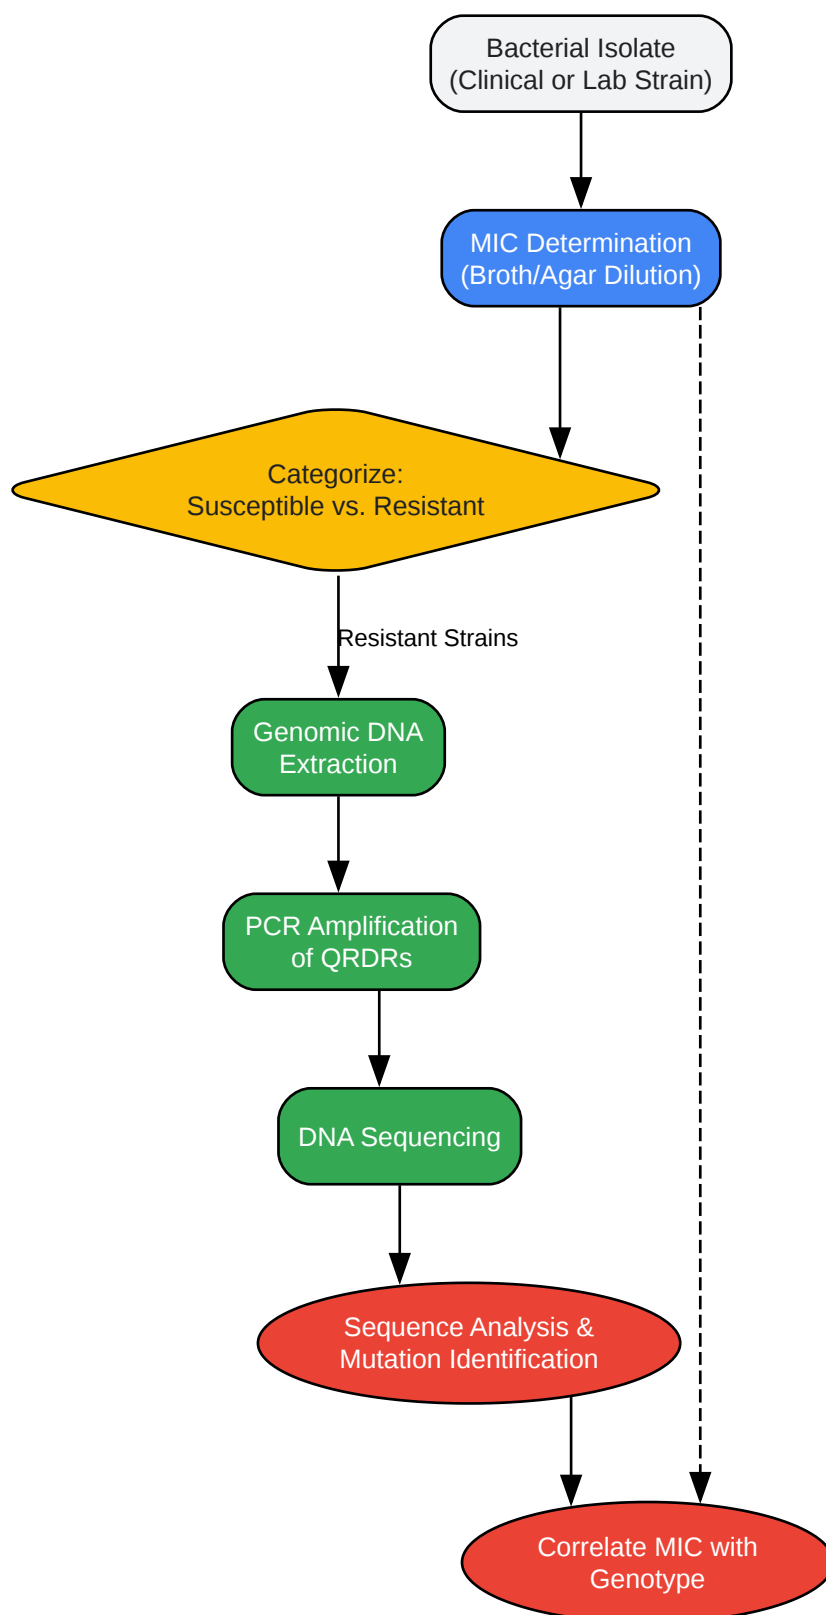 Bacterial Isolate
(Clinical or Lab Strain)
MIC Determination
(Broth/Agar Dilution)
Categorize:
Susceptible vs. Resistant
Resistant Strains
Genomic DNA
Extraction
PCR Amplification
of QRDRs
DNA Sequencing
Sequence Analysis &
Mutation Identification
Correlate MIC with
Genotype